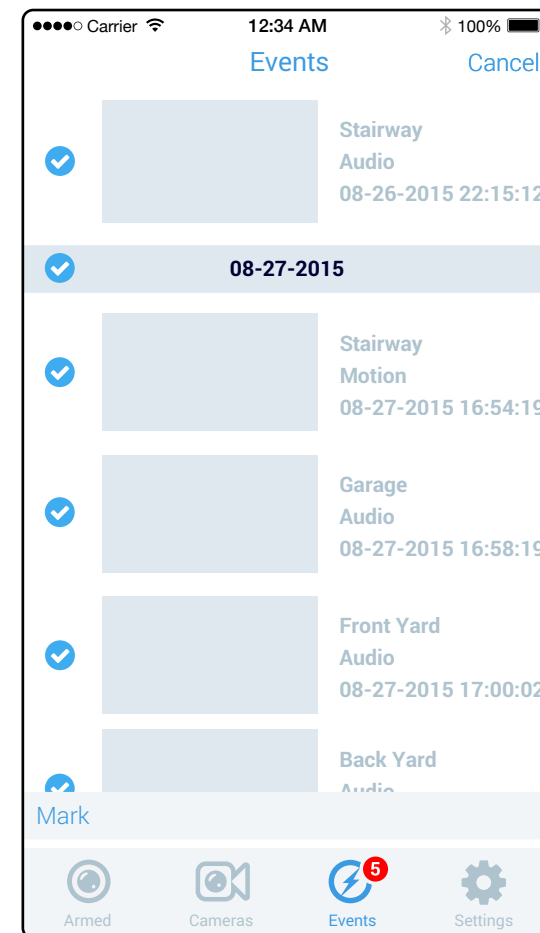 Carrier 12:34 AM 100%
Events Cancel
Stairway
Audio
08-26-2015 22:15:12
08-27-2015
Stairway
Motion
08-27-2015 16:54:19
Garage
Audio
08-27-2015 16:58:19
Front Yard
Audio
08-27-2015 17:00:02
Back Yard
Audio
Mark
5
Armed Cameras Events Settings